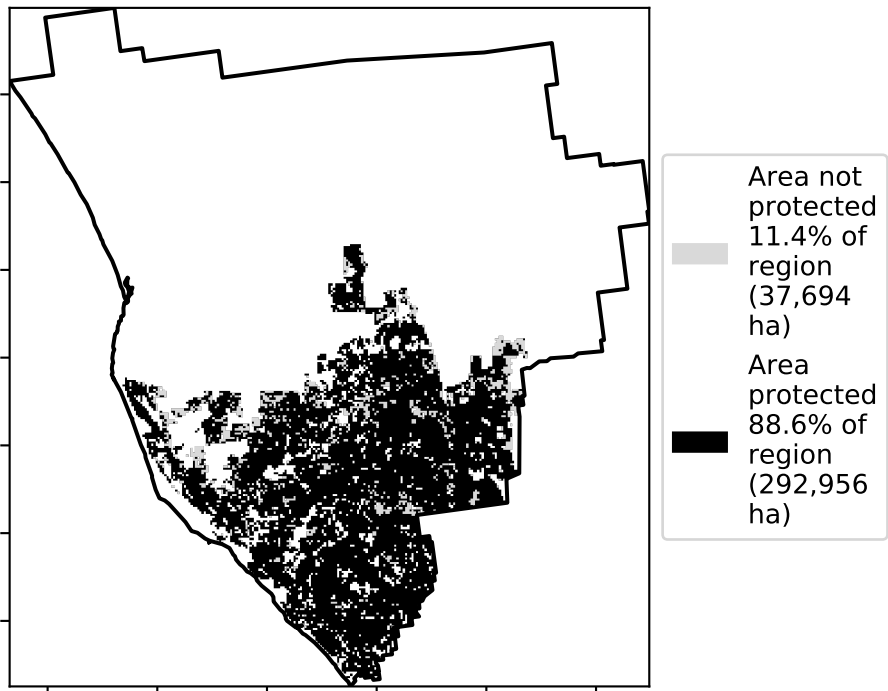 Area not
protected
11.4% of
region
(37,694
ha)
Area
protected
88.6% of
region
(292,956
ha)